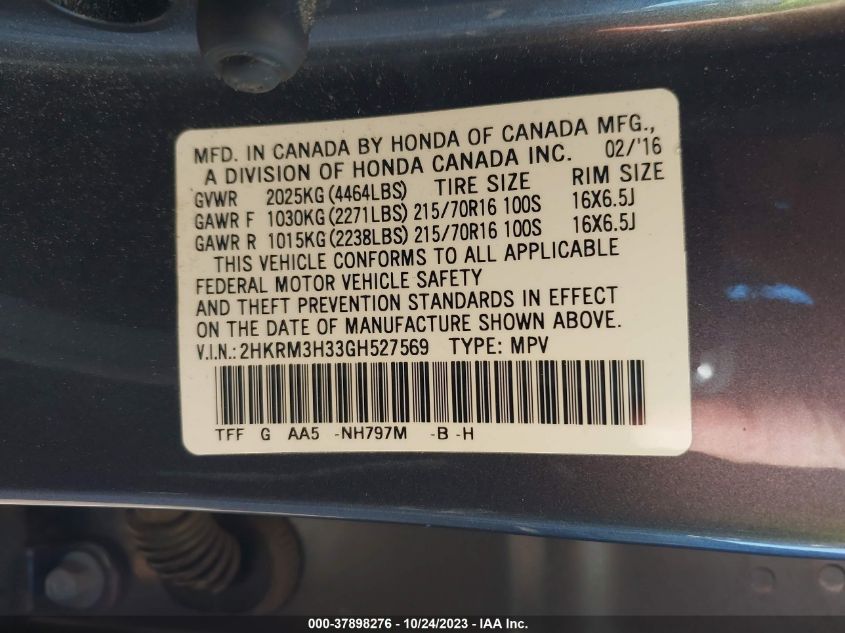 MFD. IN CANADA BY HONDA OF CANADA MFG.,
A DIVISION OF HONDA CANADA INC. 02/'16
GVWR 2025KG (4464LBS) TIRE SIZE RIM SIZE
GAWR F 1030KG (2271LBS) 215/70R16 100S 16X6.5J
GAWR R 1015KG (2238LBS) 215/70R16 100S 16X6.5J
THIS VEHICLE CONFORMS TO ALL APPLICABLE
FEDERAL MOTOR VEHICLE SAFETY
AND THEFT PREVENTION STANDARDS IN EFFECT
ON THE DATE OF MANUFACTURE SHOWN ABOVE.
V.I.N.: 2HKRM3H33GH527569 TYPE: MPV
TFF G AA5 -NH797M -B -H
000-37898276 - 10/24/2023 - IAA Inc.